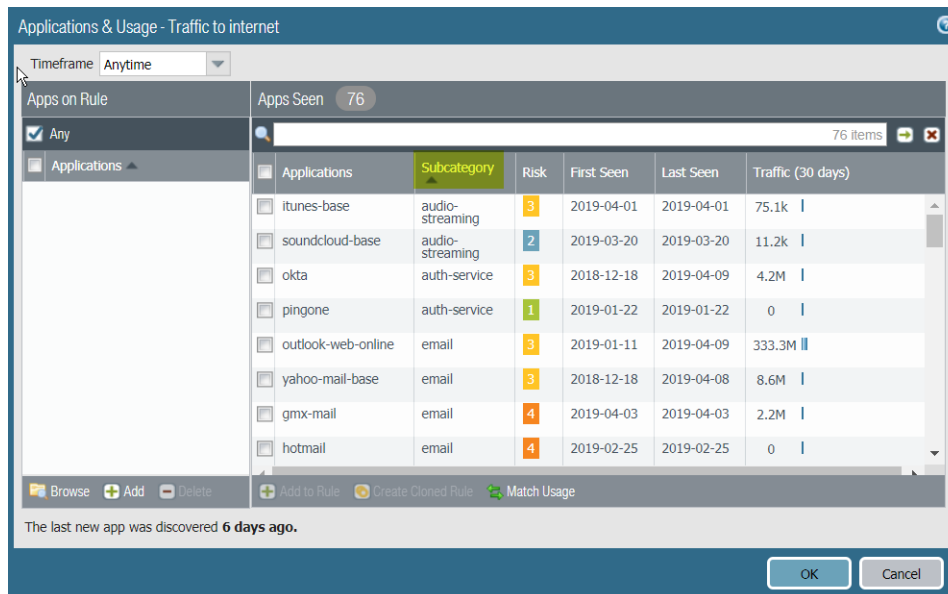 Applications & Usage - Traffic to internet
Timeframe Anytime
Apps on Rule
Any
Applications
Browse Add Delete
Apps Seen 76
76 items
Applications Subcategory Risk First Seen Last Seen Traffic (30 days)
itunes-base audio-streaming 3 2019-04-01 2019-04-01 75.1k
soundcloud-base audio-streaming 2 2019-03-20 2019-03-20 11.2k
okta auth-service 3 2018-12-18 2019-04-09 4.2M
pingone auth-service 1 2019-01-22 2019-01-22 0
outlook-web-online email 3 2019-01-11 2019-04-09 333.3M
yahoo-mail-base email 3 2018-12-18 2019-04-08 8.6M
gmx-mail email 4 2019-04-03 2019-04-03 2.2M
hotmail email 4 2019-02-25 2019-02-25 0
Add to Rule Create Cloned Rule Match Usage
The last new app was discovered 6 days ago.
OK Cancel